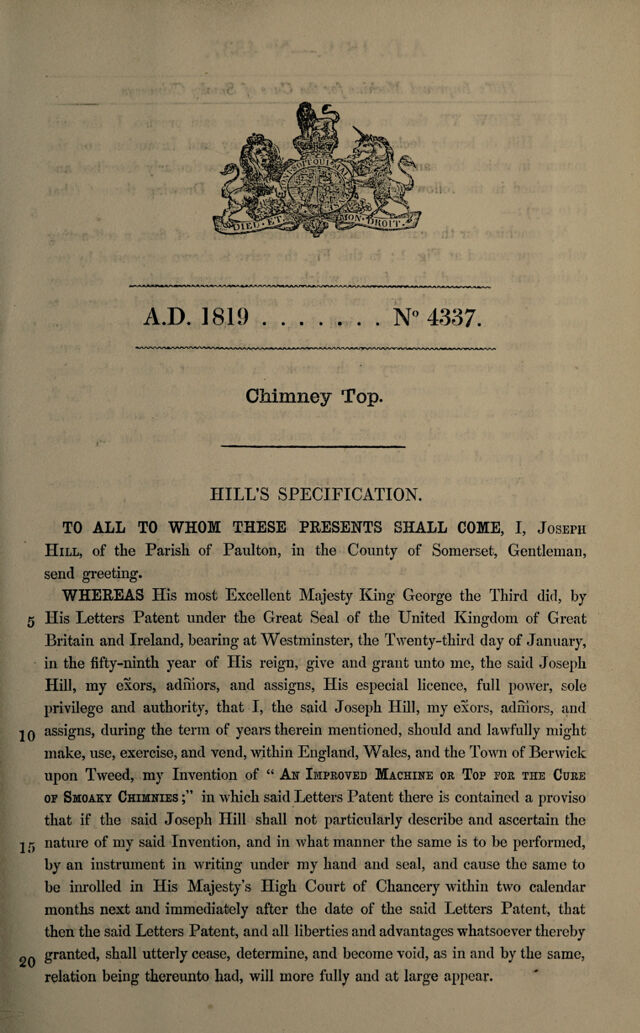 HONI SOIT QUI MAL
DIEU ET MON DROIT.
A.D. 1819 . . . . . . . Nº 4337.
Chimney Top.
HILL'S SPECIFICATION.
TO ALL TO WHOM THESE PRESENTS SHALL COME, I, JOSEPH
HILL, of the Parish of Paulton, in the County of Somerset, Gentleman,
send greeting.
WHEREAS His most Excellent Majesty King George the Third did, by
5 His Letters Patent under the Great Seal of the United Kingdom of Great
Britain and Ireland, bearing at Westminster, the Twenty-third day of January,
in the fifty-ninth year of His reign, give and grant unto me, the said Joseph
Hill, my exors, adm̃ors, and assigns, His especial licence, full power, sole
privilege and authority, that I, the said Joseph Hill, my exors, adm̃ors, and
10 assigns, during the term of years therein mentioned, should and lawfully might
make, use, exercise, and vend, within England, Wales, and the Town of Berwick
upon Tweed, my Invention of “ AN IMPROVED MACHINE OR TOP FOR THE CURE
OF SMOAKY CHIMNIES ;” in which said Letters Patent there is contained a proviso
that if the said Joseph Hill shall not particularly describe and ascertain the
15 nature of my said Invention, and in what manner the same is to be performed,
by an instrument in writing under my hand and seal, and cause the same to
be inrolled in His Majesty's High Court of Chancery within two calendar
months next and immediately after the date of the said Letters Patent, that
then the said Letters Patent, and all liberties and advantages whatsoever thereby
20 granted, shall utterly cease, determine, and become void, as in and by the same,
relation being thereunto had, will more fully and at large appear.